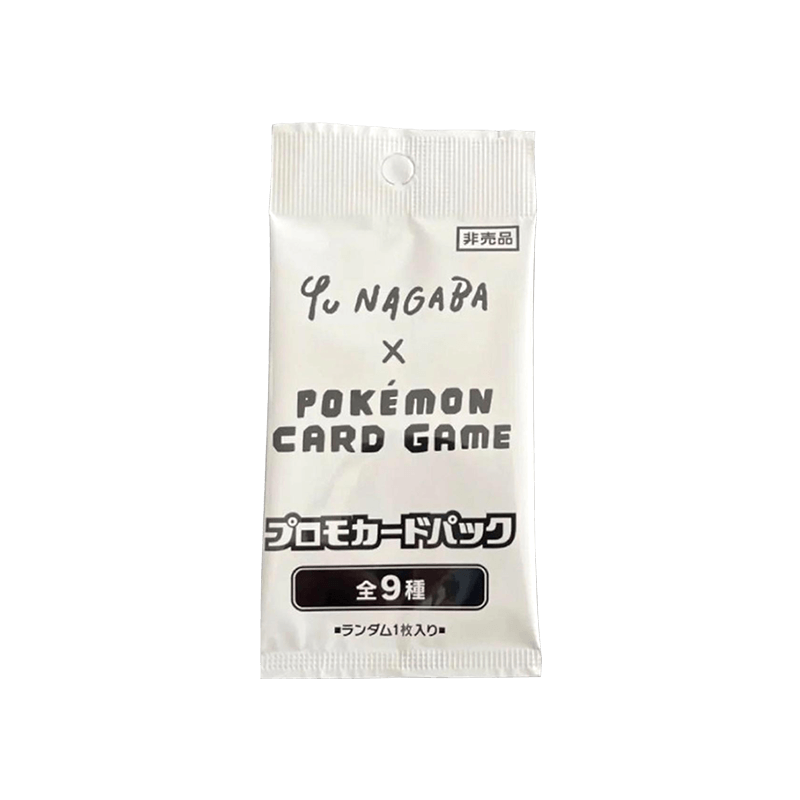 非売品
Yu NAGABA
×
POKÉMON
CARD GAME
プロモカードパック
全9種
■ランダム1枚入り■